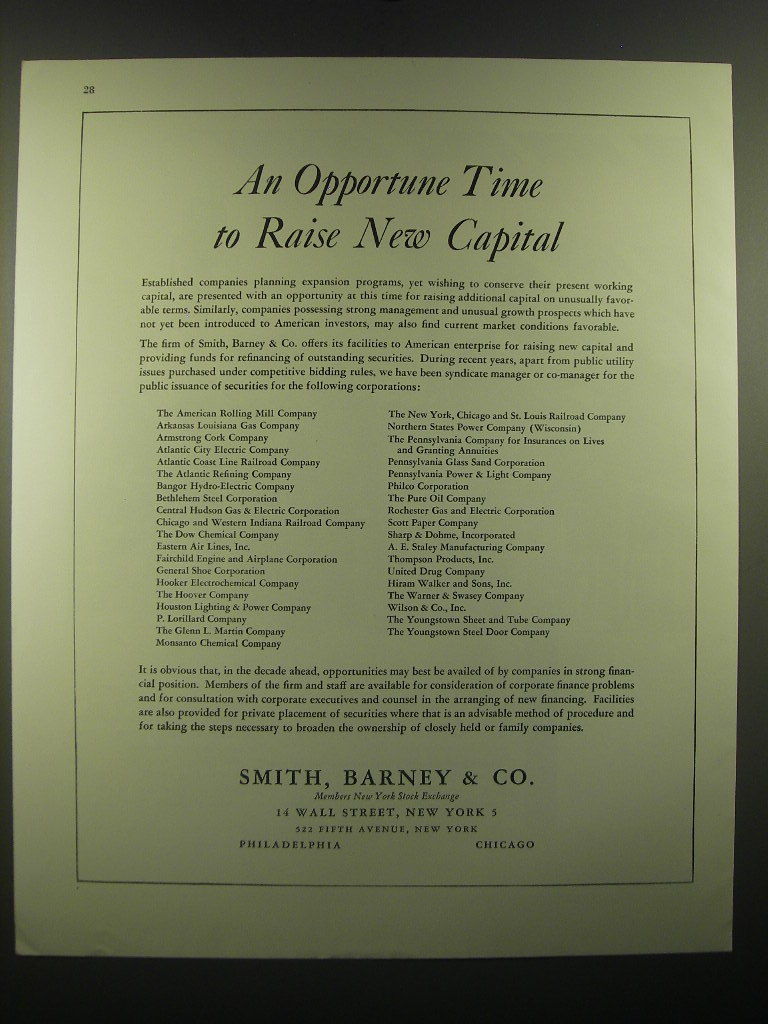 28
An Opportune Time
to Raise New Capital
Established companies planning expansion programs, yet wishing to conserve their present working
capital, are presented with an opportunity at this time for raising additional capital on unusually favor-
able terms. Similarly, companies possessing strong management and unusual growth prospects which have
not yet been introduced to American investors, may also find current market conditions favorable.
The firm of Smith, Barney & Co. offers its facilities to American enterprise for raising new capital and
providing funds for refinancing of outstanding securities. During recent years, apart from public utility
issues purchased under competitive bidding rules, we have been syndicate manager or co-manager for the
public issuance of securities for the following corporations:
The American Rolling Mill Company
Arkansas Louisiana Gas Company
Armstrong Cork Company
Atlantic City Electric Company
Atlantic Coast Line Railroad Company
The Atlantic Refining Company
Bangor Hydro-Electric Company
Bethlehem Steel Corporation
Central Hudson Gas & Electric Corporation
Chicago and Western Indiana Railroad Company
The Dow Chemical Company
Eastern Air Lines, Inc.
Fairchild Engine and Airplane Corporation
General Shoe Corporation
Hooker Electrochemical Company
The Hoover Company
Houston Lighting & Power Company
P. Lorillard Company
The Glenn L. Martin Company
Monsanto Chemical Company
The New York, Chicago and St. Louis Railroad Company
Northern States Power Company (Wisconsin)
The Pennsylvania Company for Insurances on Lives
and Granting Annuities
Pennsylvania Glass Sand Corporation
Pennsylvania Power & Light Company
Philco Corporation
The Pure Oil Company
Rochester Gas and Electric Corporation
Scott Paper Company
Sharp & Dohme, Incorporated
A. E. Staley Manufacturing Company
Thompson Products, Inc.
United Drug Company
Hiram Walker and Sons, Inc.
The Warner & Swasey Company
Wilson & Co., Inc.
The Youngstown Sheet and Tube Company
The Youngstown Steel Door Company
It is obvious that, in the decade ahead, opportunities may best be availed of by companies in strong finan-
cial position. Members of the firm and staff are available for consideration of corporate finance problems
and for consultation with corporate executives and counsel in the arranging of new financing. Facilities
are also provided for private placement of securities where that is an advisable method of procedure and
for taking the steps necessary to broaden the ownership of closely held or family companies.
SMITH, BARNEY & CO.
Members New York Stock Exchange
14 WALL STREET, NEW YORK 5
522 FIFTH AVENUE, NEW YORK
PHILADELPHIA CHICAGO